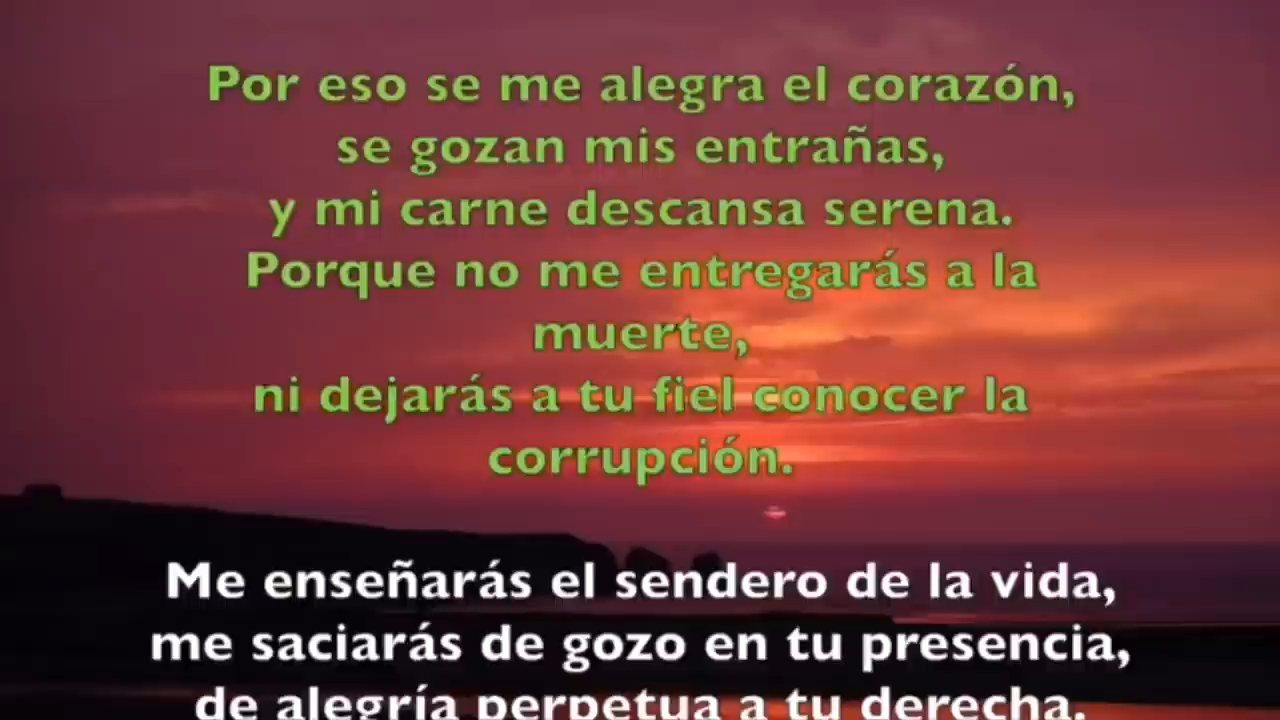 Por eso se me alegra el corazón,
se gozan mis entrañas,
y mi carne descansa serena.
Porque no me entregarás a la
muerte,
ni dejarás a tu fiel conocer la
corrupción.
Me enseñarás el sendero de la vida,
me saciarás de gozo en tu presencia,
de alegría perpetua a tu derecha.